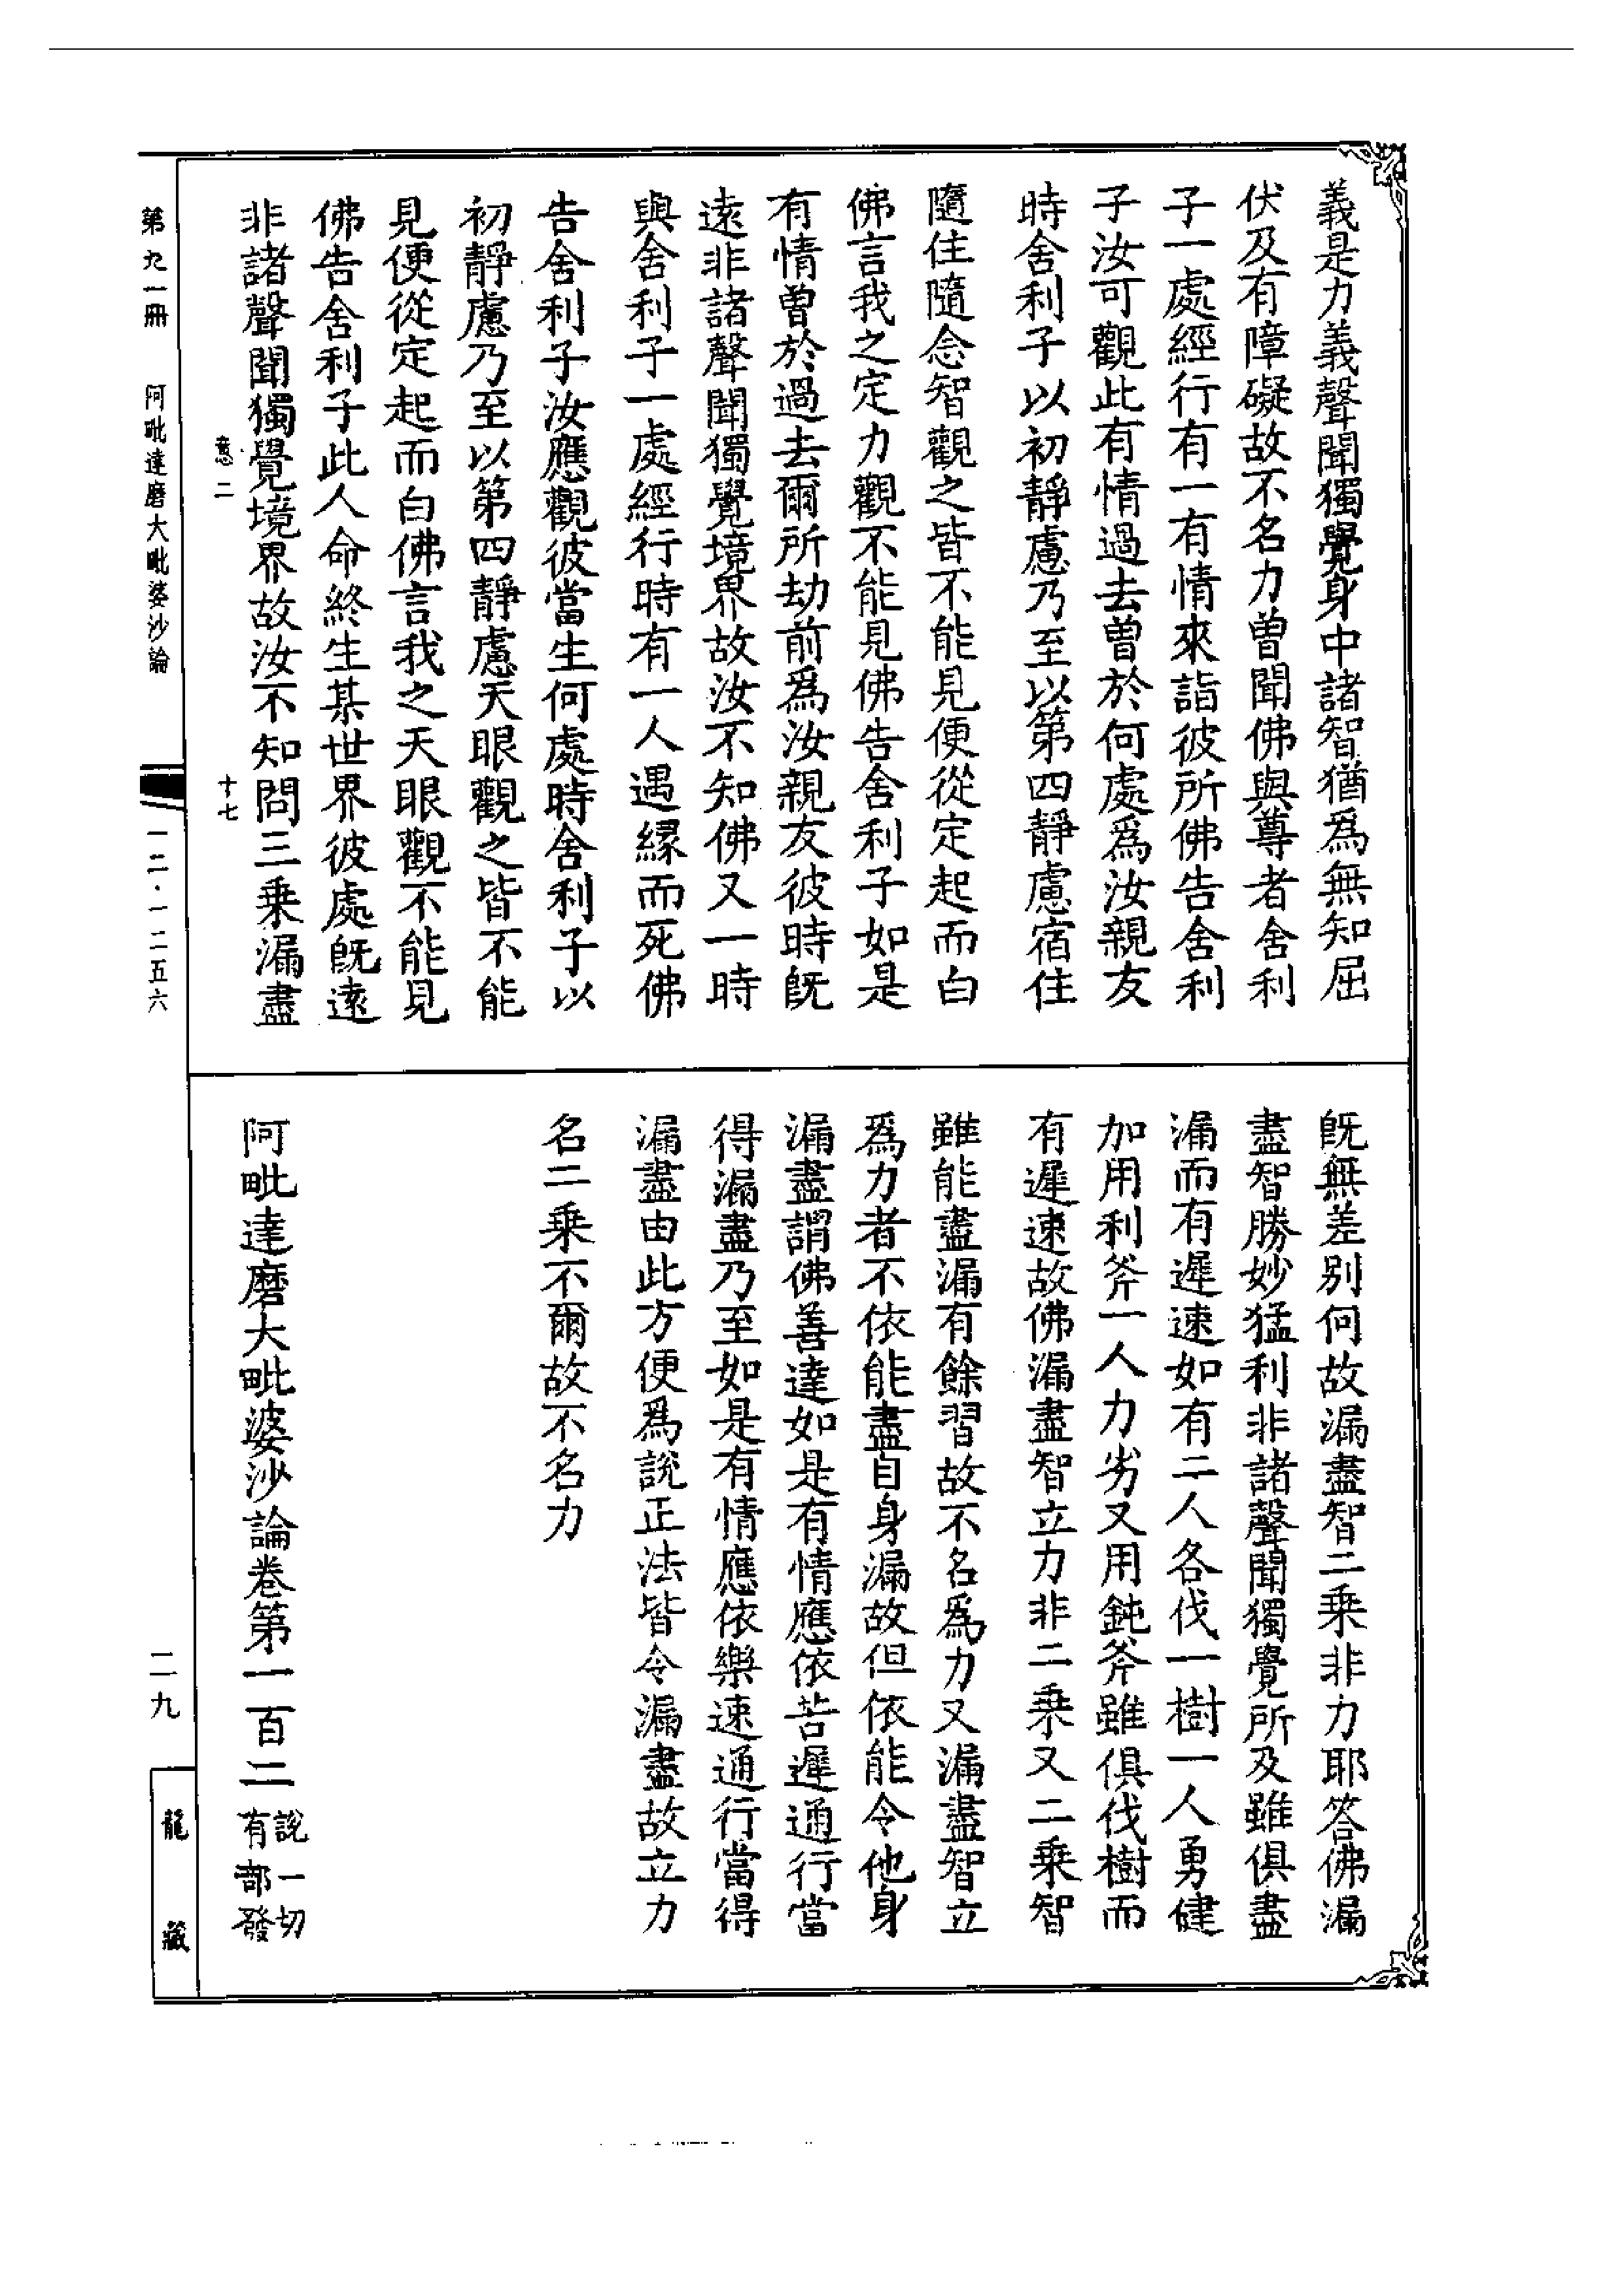 義是力義聲聞獨覺身中諸智猶爲無知屈
伏及有障礙故不名力曾聞佛與尊者舍利
子一處經行有一有情來詣彼所佛告舍利
子汝可觀此有情過去曾於何處爲汝親友
時舍利子以初靜慮乃至以第四靜慮宿住
隨住隨念智觀之皆不能見便從定起而白
佛言我之定力觀不能見佛告舍利子如是
有情曾於過去爾所劫前爲汝親友彼時旣
遠非諸聲聞獨覺境界故汝不知佛又一時
與舍利子一處經行時有一人遇緣而死佛
告舍利子汝應觀彼當生何處時舍利子以
初靜慮乃至以第四靜慮天眼觀之皆不能
見便從定起而白佛言我之天眼觀不能見
佛告舍利子此人命終生某世界彼處旣遠
非諸聲聞獨覺境界故汝不知問三乘漏盡
意二 十七
旣無差別何故漏盡智二乘非力耶答佛漏
盡智勝妙猛利非諸聲聞獨覺所及雖俱盡
漏而有遲速如有二人各伐一樹一人勇健
加用利斧一人力劣又用鈍斧雖俱伐樹而
有遲速故佛漏盡智立力非二乘又二乘智
雖能盡漏有餘習故不名爲力又漏盡智立
爲力者不依能盡自身漏故但依能令他身
漏盡謂佛善達如是有情應依苦遲通行當
得漏盡乃至如是有情應依樂速通行當得
漏盡由此方便爲說正法皆令漏盡故立力
名二乘不爾故不名力
阿毗達磨大毗婆沙論卷第一百二 說一切有部發
第九一冊 阿毗達磨大毗婆沙論 一二·一二五六 二九 龍藏